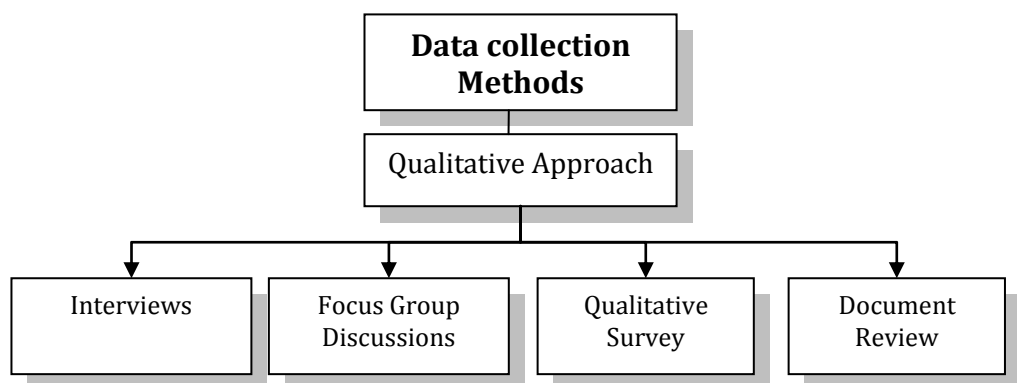 Data collection
Methods
Qualitative Approach
Interviews
Focus Group
Discussions
Qualitative
Survey
Document
Review